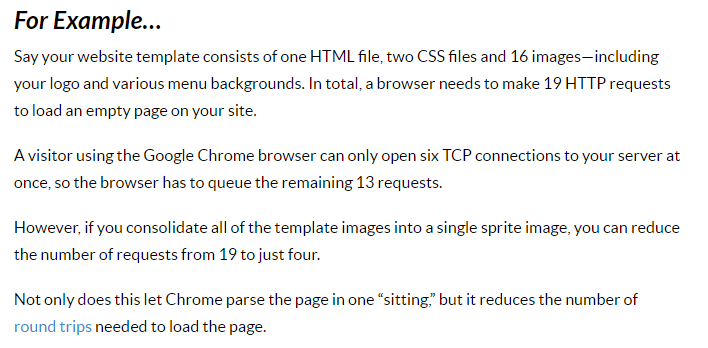 For Example...
Say your website template consists of one HTML file, two CSS files and 16 images—including
your logo and various menu backgrounds. In total, a browser needs to make 19 HTTP requests
to load an empty page on your site.
A visitor using the Google Chrome browser can only open six TCP connections to your server at
once, so the browser has to queue the remaining 13 requests.
However, if you consolidate all of the template images into a single sprite image, you can reduce
the number of requests from 19 to just four.
Not only does this let Chrome parse the page in one “sitting,” but it reduces the number of
round trips needed to load the page.